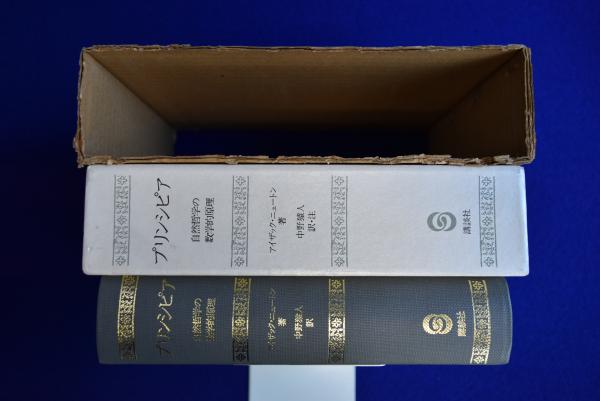 プリンシピア
自然哲学の
数学的原理
アイザック・ニュートン
著
中野猿人
訳・注
講談社
プリンシピア
自然哲学の
数学的原理
アイザック・ニュートン
著
中野猿人
訳
講談社